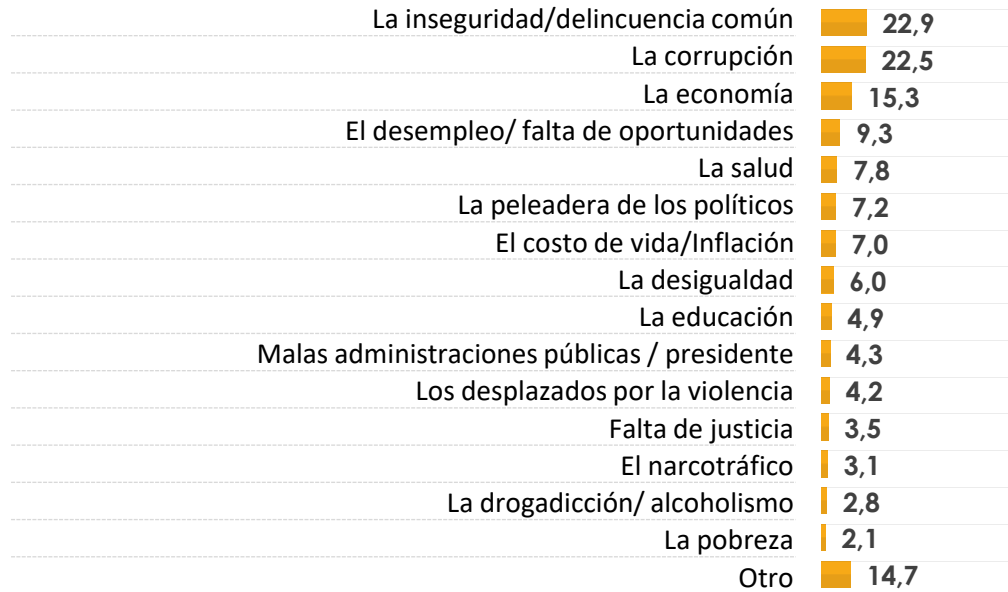 La inseguridad/delincuencia común 22,9
La corrupción 22,5
La economía 15,3
El desempleo/ falta de oportunidades 9,3
La salud 7,8
La peleadera de los políticos 7,2
El costo de vida/Inflación 7,0
La desigualdad 6,0
La educación 4,9
Malas administraciones públicas / presidente 4,3
Los desplazados por la violencia 4,2
Falta de justicia 3,5
El narcotráfico 3,1
La drogadicción/ alcoholismo 2,8
La pobreza 2,1
Otro 14,7